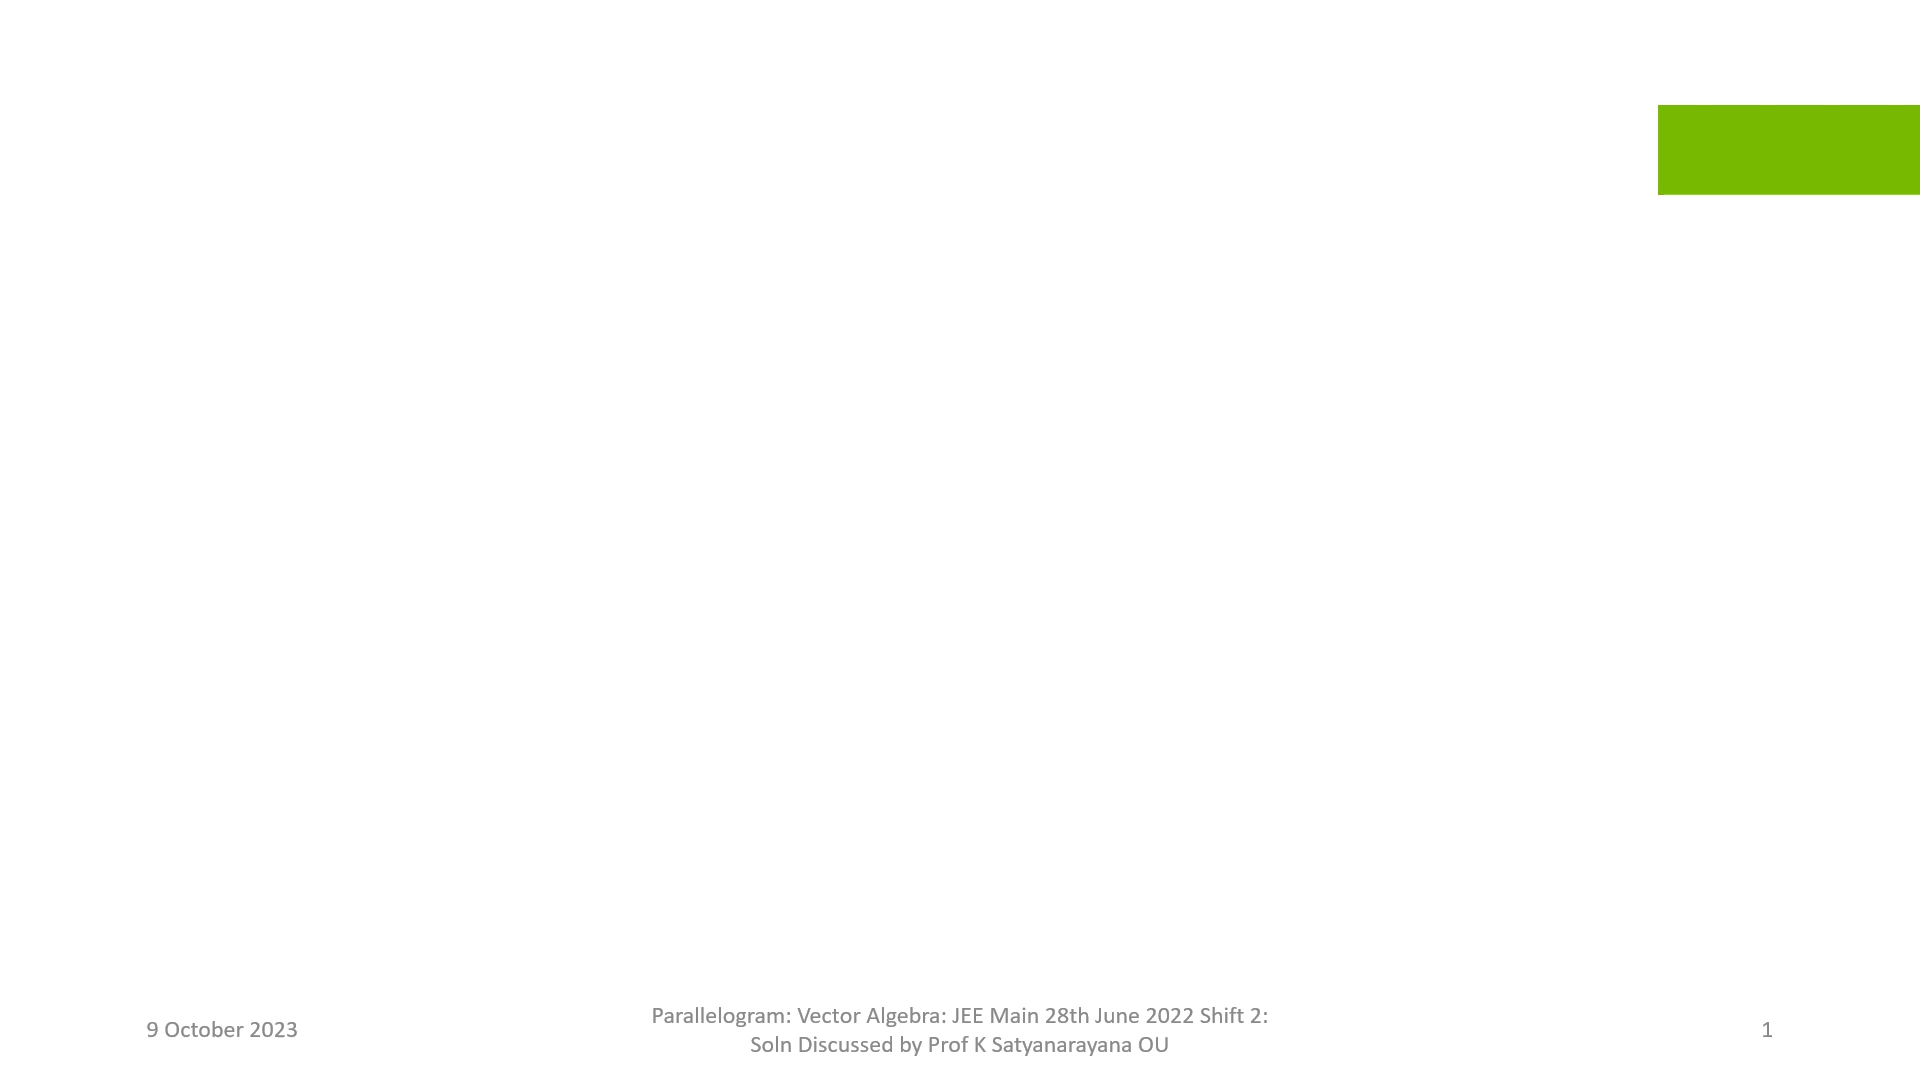 9 October 2023
Parallelogram: Vector Algebra: JEE Main 28th June 2022 Shift 2:
Soln Discussed by Prof K Satyanarayana OU
1